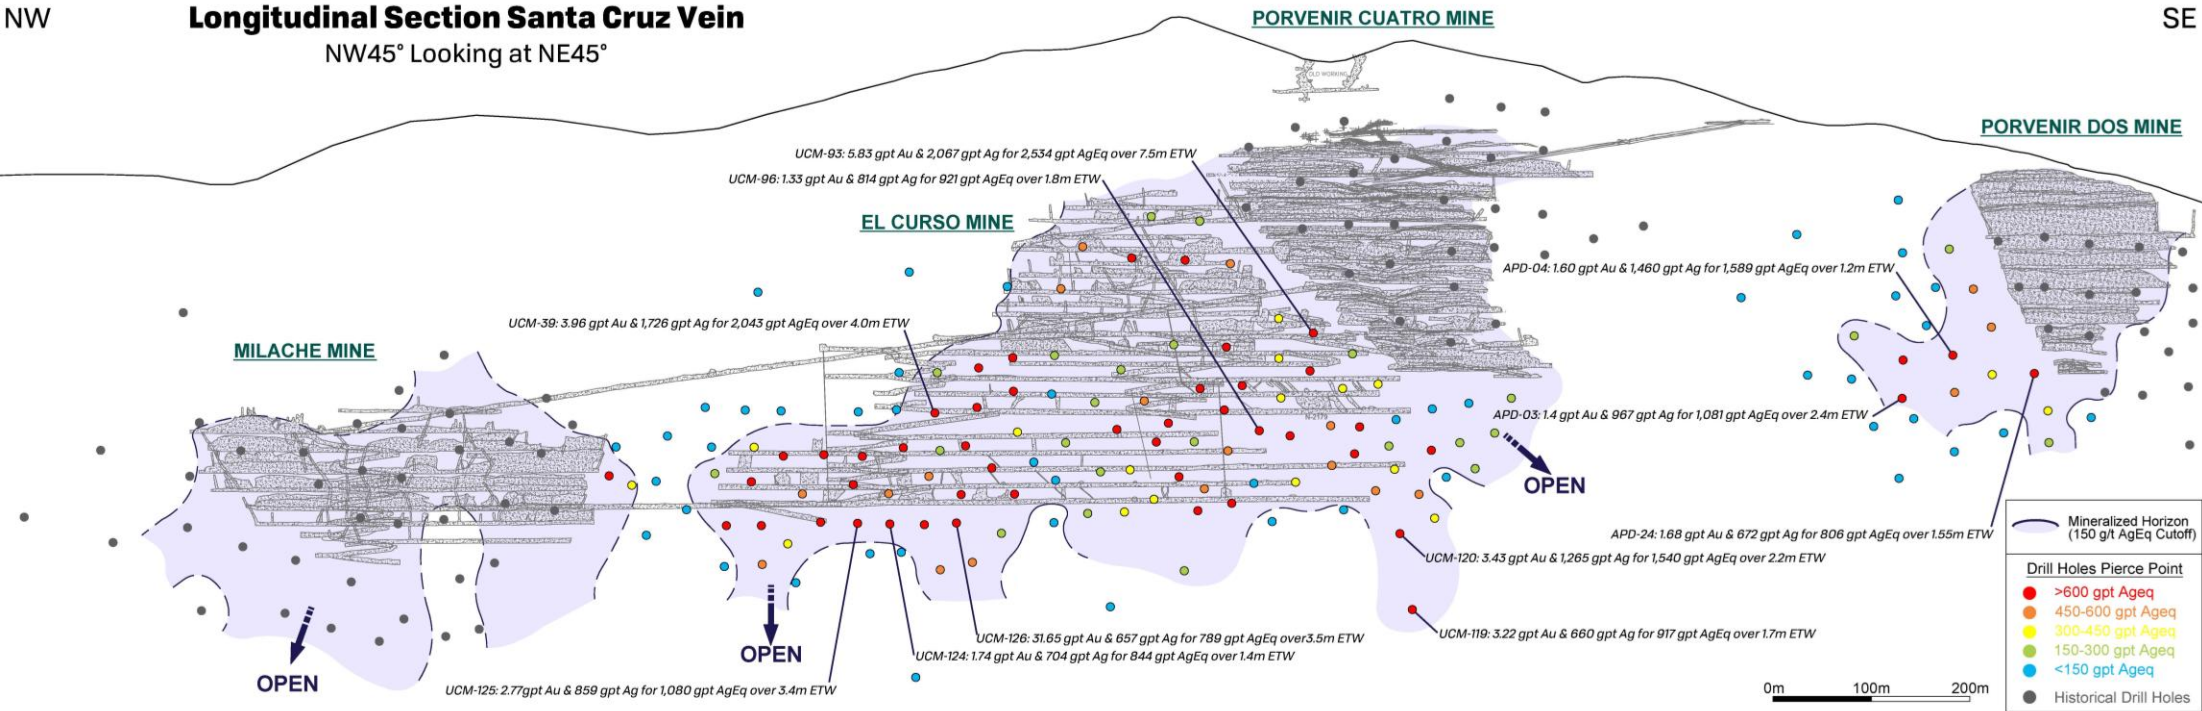 NW
Longitudinal Section Santa Cruz Vein
NW45° Looking at NE45°
PORVENIR CUATRO MINE
SE
OLD WORKING
PORVENIR DOS MINE
UCM-93: 5.83 gpt Au & 2,067 gpt Ag for 2,534 gpt AgEq over 7.5m ETW
UCM-96: 1.33 gpt Au & 814 gpt Ag for 921 gpt AgEq over 1.8m ETW
EL CURSO MINE
APD-04: 1.60 gpt Au & 1,460 gpt Ag for 1,589 gpt AgEq over 1.2m ETW
UCM-39: 3.96 gpt Au & 1,726 gpt Ag for 2,043 gpt AgEq over 4.0m ETW
MILACHE MINE
APD-03: 1.4 gpt Au & 967 gpt Ag for 1,081 gpt AgEq over 2.4m ETW
N-2179
OPEN
APD-24: 1.68 gpt Au & 672 gpt Ag for 806 gpt AgEq over 1.55m ETW
UCM-120: 3.43 gpt Au & 1,265 gpt Ag for 1,540 gpt AgEq over 2.2m ETW
UCM-119: 3.22 gpt Au & 660 gpt Ag for 917 gpt AgEq over 1.7m ETW
UCM-126: 31.65 gpt Au & 657 gpt Ag for 789 gpt AgEq over3.5m ETW
UCM-124: 1.74 gpt Au & 704 gpt Ag for 844 gpt AgEq over 1.4m ETW
UCM-125: 2.77gpt Au & 859 gpt Ag for 1,080 gpt AgEq over 3.4m ETW
OPEN
OPEN
Mineralized Horizon
(150 g/t AgEq Cutoff)
Drill Holes Pierce Point
>600 gpt Ageq
450-600 gpt Ageq
300-450 gpt Ageq
150-300 gpt Ageq
<150 gpt Ageq
Historical Drill Holes
0m 100m 200m